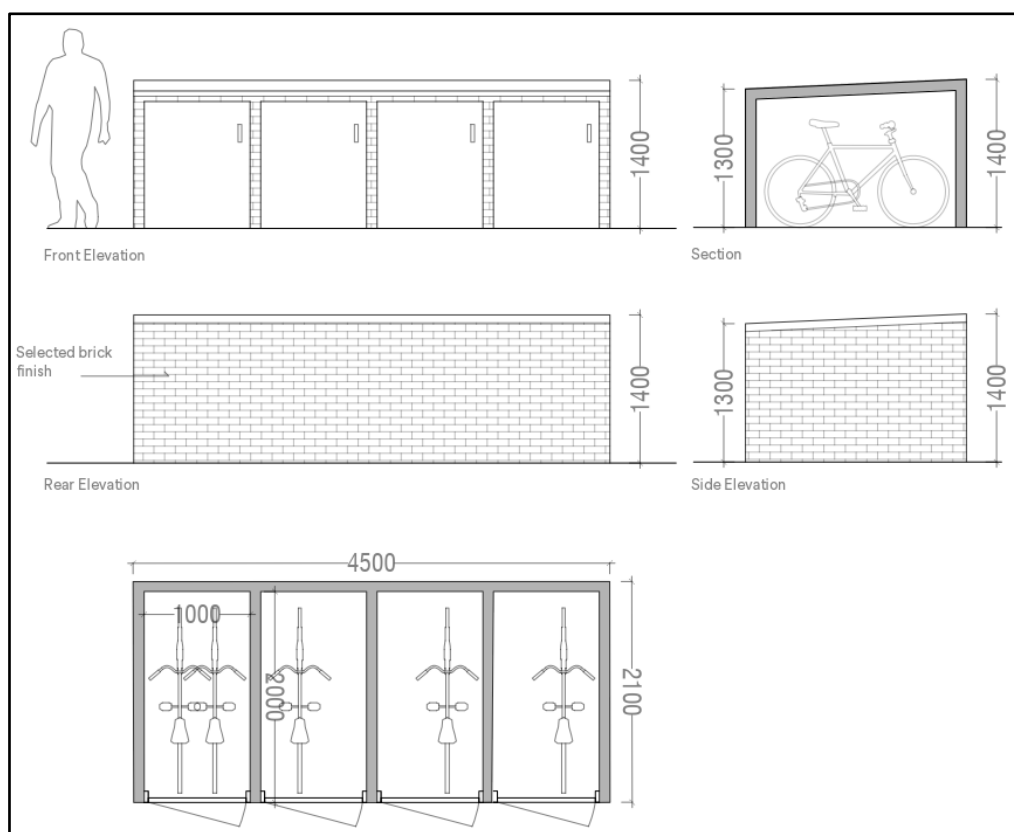 1400
Front Elevation
1300
1400
Section
Selected brick
finish
1400
Rear Elevation
1300
1400
Side Elevation
4500
1000
2000
2100